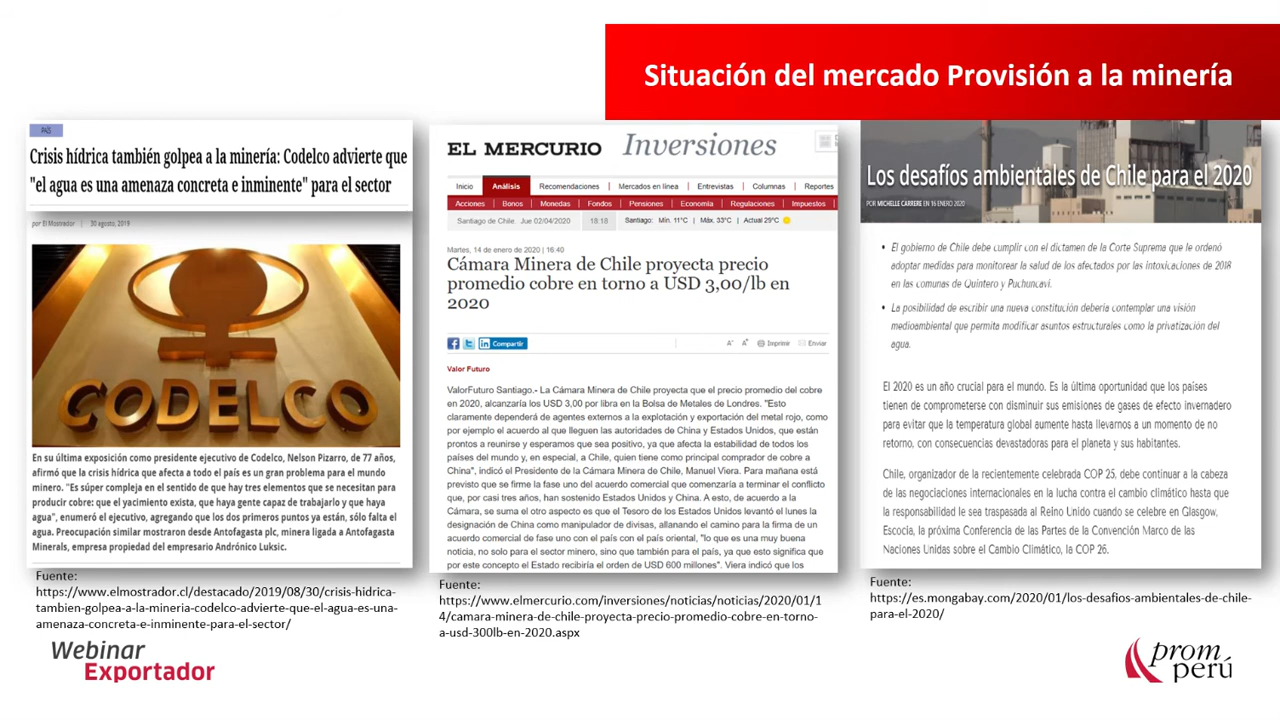 Situación del mercado Provisión a la minería
PAÍS
Crisis hídrica también golpea a la minería: Codelco advierte que
"el agua es una amenaza concreta e inminente" para el sector
por El Mostrador | 30 agosto, 2019
CODELCO
En su última exposición como presidente ejecutivo de Codelco, Nelson Pizarro, de 77 años,
afirmó que la crisis hídrica que afecta a todo el país es un gran problema para el mundo
minero. "Es súper compleja en el sentido de que hay tres elementos que se necesitan para
producir cobre: que el yacimiento exista, que haya gente capaz de trabajarlo y que haya
agua", enumeró el ejecutivo, agregando que los dos primeros puntos ya están, sólo falta el
agua. Preocupación similar mostraron desde Antofagasta plc, minera ligada a Antofagasta
Minerals, empresa propiedad del empresario Andrónico Luksic.
Fuente:
https://www.elmostrador.cl/destacado/2019/08/30/crisis-hidrica-
tambien-golpea-a-la-mineria-codelco-advierte-que-el-agua-es-una-
amenaza-concreta-e-inminente-para-el-sector/
EL MERCURIO Inversiones
Inicio Análisis Recomendaciones Mercados en línea Entrevistas Columnas Reportes
Acciones Bonos Monedas Fondos Pensiones Economía Regulaciones Impuestos
Santiago de Chile. Jue 02/04/2020 18:18 Santiago: Mín. 11°C | Máx. 33°C | Actual 29°C
Martes, 14 de enero de 2020 | 16:40
Cámara Minera de Chile proyecta precio
promedio cobre en torno a USD 3,00/lb en
2020
Compartir A- A+ Imprimir Enviar
Valor Futuro
ValorFuturo Santiago.- La Cámara Minera de Chile proyecta que el precio promedio del cobre
en 2020, alcanzaría los USD 3,00 por libra en la Bolsa de Metales de Londres. "Esto
claramente dependerá de agentes externos a la explotación y exportación del metal rojo, como
por ejemplo el acuerdo al que lleguen las autoridades de China y Estados Unidos, que están
prontos a reunirse y esperamos que sea positivo, ya que afecta la estabilidad de todos los
países del mundo y, en especial, a Chile, quien tiene como principal comprador de cobre a
China", indicó el Presidente de la Cámara Minera de Chile, Manuel Viera. Para mañana está
previsto que se firme la fase uno del acuerdo comercial que comenzaría a terminar el conflicto
que, por casi tres años, han sostenido Estados Unidos y China. A esto, de acuerdo a la
Cámara, se suma el otro aspecto es que el Tesoro de los Estados Unidos levantó el lunes la
designación de China como manipulador de divisas, allanando el camino para la firma de un
acuerdo comercial de fase uno con el país con el país oriental, "lo que es una muy buena
noticia, no solo para el sector minero, sino que también para el país, ya que esto significa que
por este concepto el Estado recibiría el orden de USD 600 millones". Viera indicó que los
Fuente:
https://www.elmercurio.com/inversiones/noticias/noticias/2020/01/1
4/camara-minera-de-chile-proyecta-precio-promedio-cobre-en-torno-
a-usd-300lb-en-2020.aspx
Los desafíos ambientales de Chile para el 2020
POR MICHELLE CARRERE EN 16 ENERO 2020
• El gobierno de Chile debe cumplir con el dictamen de la Corte Suprema que le ordenó
adoptar medidas para monitorear la salud de los afectados por las intoxicaciones de 2018
en las comunas de Quintero y Puchuncaví.
• La posibilidad de escribir una nueva constitución debería contemplar una visión
medioambiental que permita modificar asuntos estructurales como la privatización del
agua.
El 2020 es un año crucial para el mundo. Es la última oportunidad que los países
tienen de comprometerse con disminuir sus emisiones de gases de efecto invernadero
para evitar que la temperatura global aumente hasta llevarnos a un momento de no
retorno, con consecuencias devastadoras para el planeta y sus habitantes.
Chile, organizador de la recientemente celebrada COP 25, debe continuar a la cabeza
de las negociaciones internacionales en la lucha contra el cambio climático hasta que
la responsabilidad le sea traspasada al Reino Unido cuando se celebre en Glasgow,
Escocia, la próxima Conferencia de las Partes de la Convención Marco de las
Naciones Unidas sobre el Cambio Climático, la COP 26.
Fuente:
https://es.mongabay.com/2020/01/los-desafios-ambientales-de-chile-
para-el-2020/
Webinar
Exportador
prom
perú